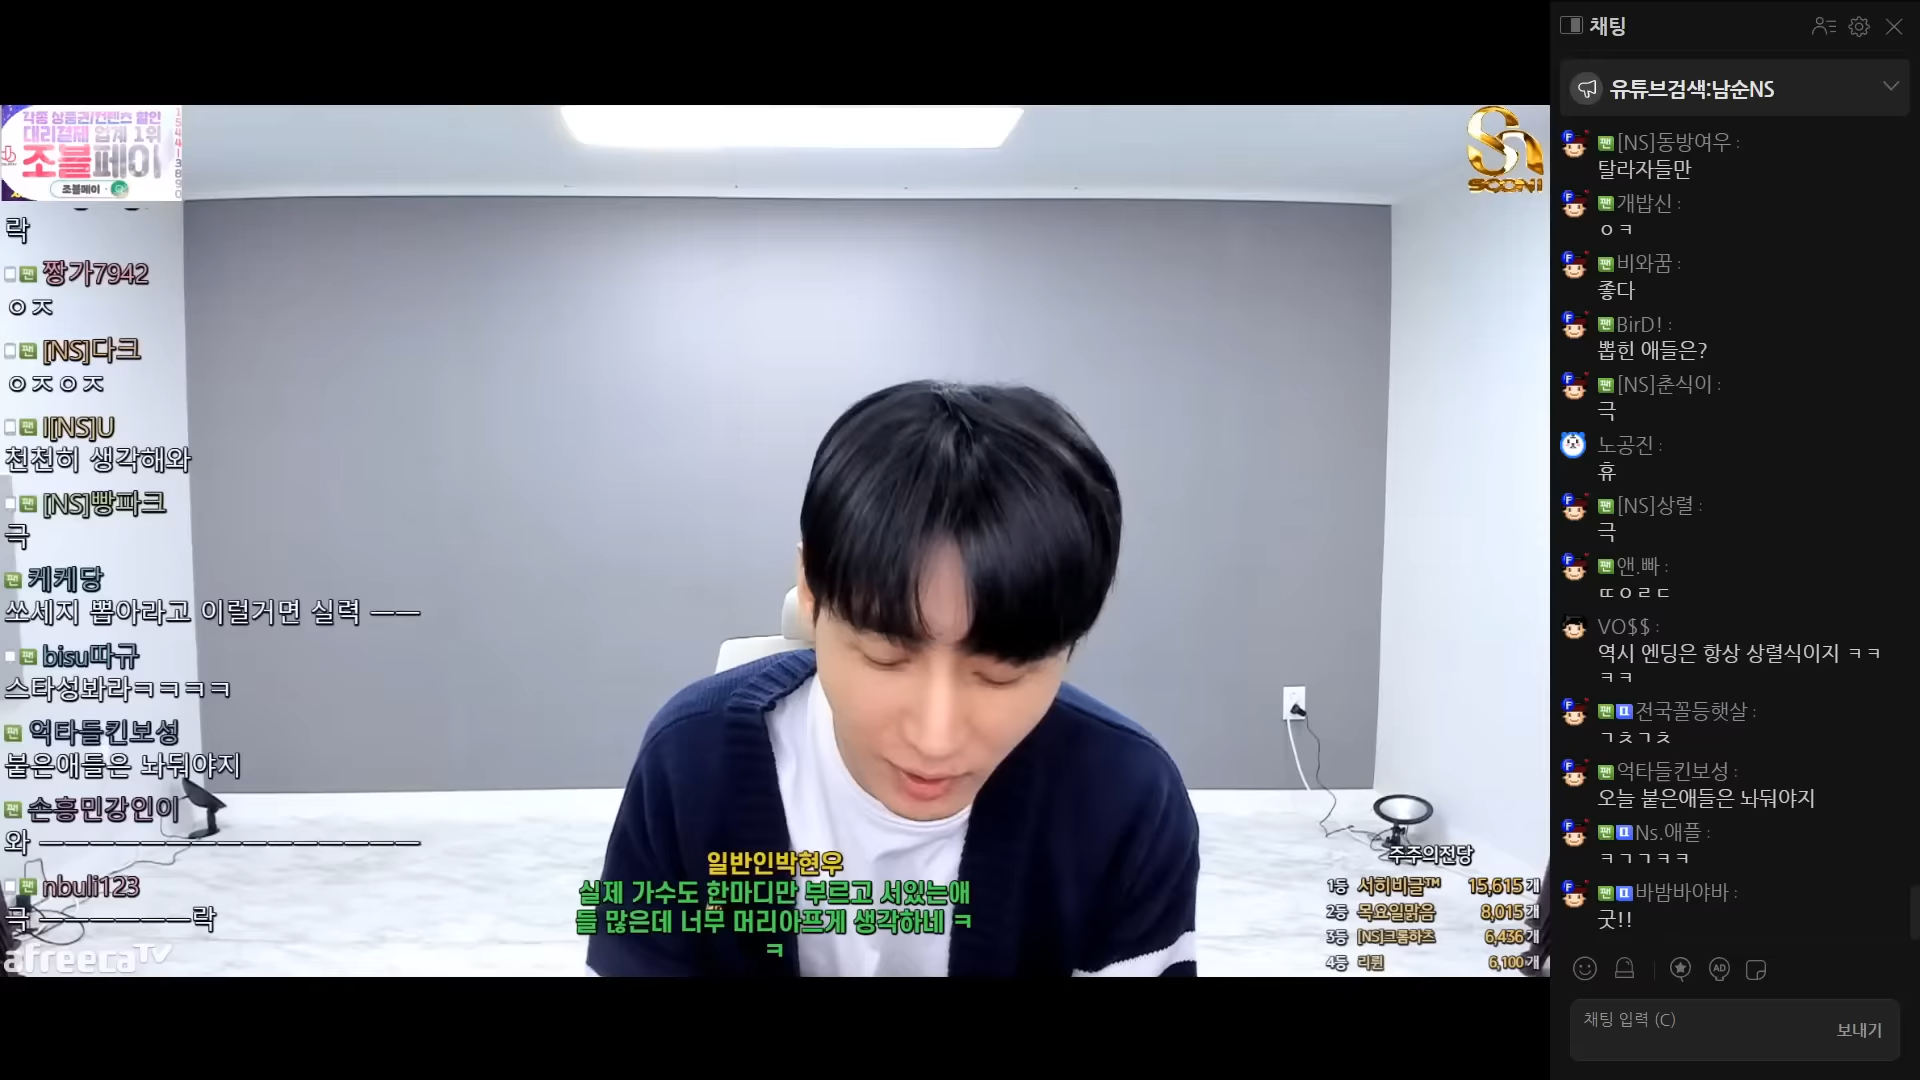 각종 상품권/컨텐츠 할인
대리결제 업계 1위
조블페이
조블페이
1544-3890
SOONI
락
짱가7942
ㅇㅈ
[NS]다크
ㅇㅈㅇㅈ
I[NS]U
천천히 생각해와
[NS]빵파크
극
케케당
쏘세지 뽑아라고 이럴거면 실력 ㅡㅡ
bisu따규
스타성봐라ㅋㅋㅋㅋ
억타들킨보성
붙은애들은 놔둬야지
손흥민강인이
와 ㅡㅡㅡㅡㅡㅡㅡㅡㅡㅡㅡㅡㅡㅡㅡ
nbuli123
극 ㅡㅡㅡㅡㅡㅡ락
afreecaTV
일반인박현우
실제 가수도 한마디만 부르고 서있는애
들 많은데 너무 머리아프게 생각하네 ㅋ
ㅋ
주주의전당
1등 서히비글™ 15,615개
2등 목요일맑음 8,015개
3등 [NS]크롬하츠 6,436개
4등 리퀸 6,100개
채팅
유튜브검색:남순NS
[NS]동방여우 :
탈라자들만
개밥신 :
ㅇㅋ
비와꿈 :
좋다
BirD! :
뽑힌 애들은?
[NS]춘식이 :
극
노공진 :
휴
[NS]상렬 :
극
앤.빠 :
ㄸㅇㄹㄷ
VO$$ :
역시 엔딩은 항상 상렬식이지 ㅋㅋ
ㅋㅋ
전국꼴등햇살 :
ㄱㅊㄱㅊ
억타들킨보성 :
오늘 붙은애들은 놔둬야지
Ns.애플 :
ㅋㄱㄱㅋㅋ
바밤바야바 :
굿!!
채팅 입력 (C)
보내기